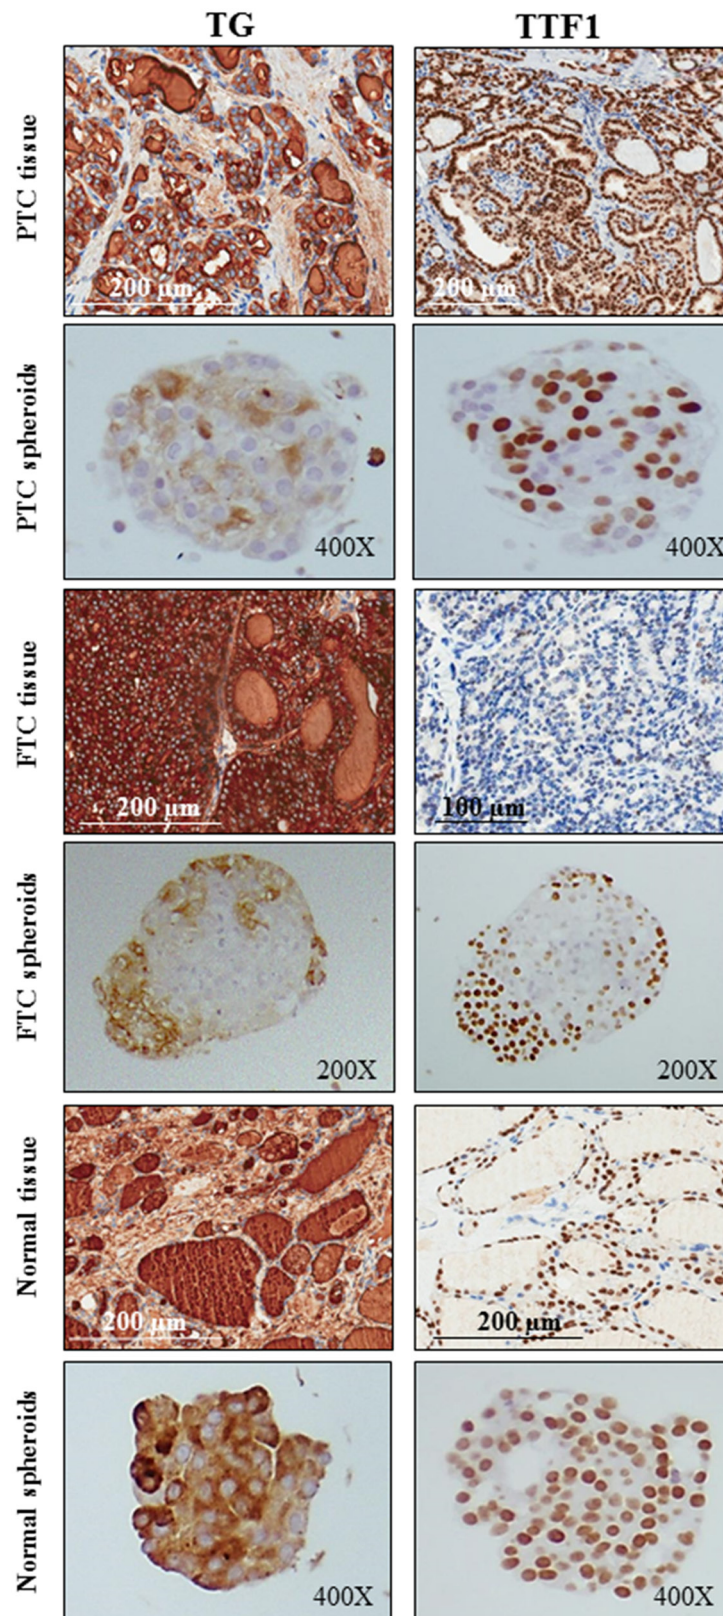 TG TTF1
PTC tissue
200 µm 200 µm
PTC spheroids
400X 400X
FTC tissue
200 µm 100 µm
FTC spheroids
200X 200X
Normal tissue
200 µm 200 µm
Normal spheroids
400X 400X